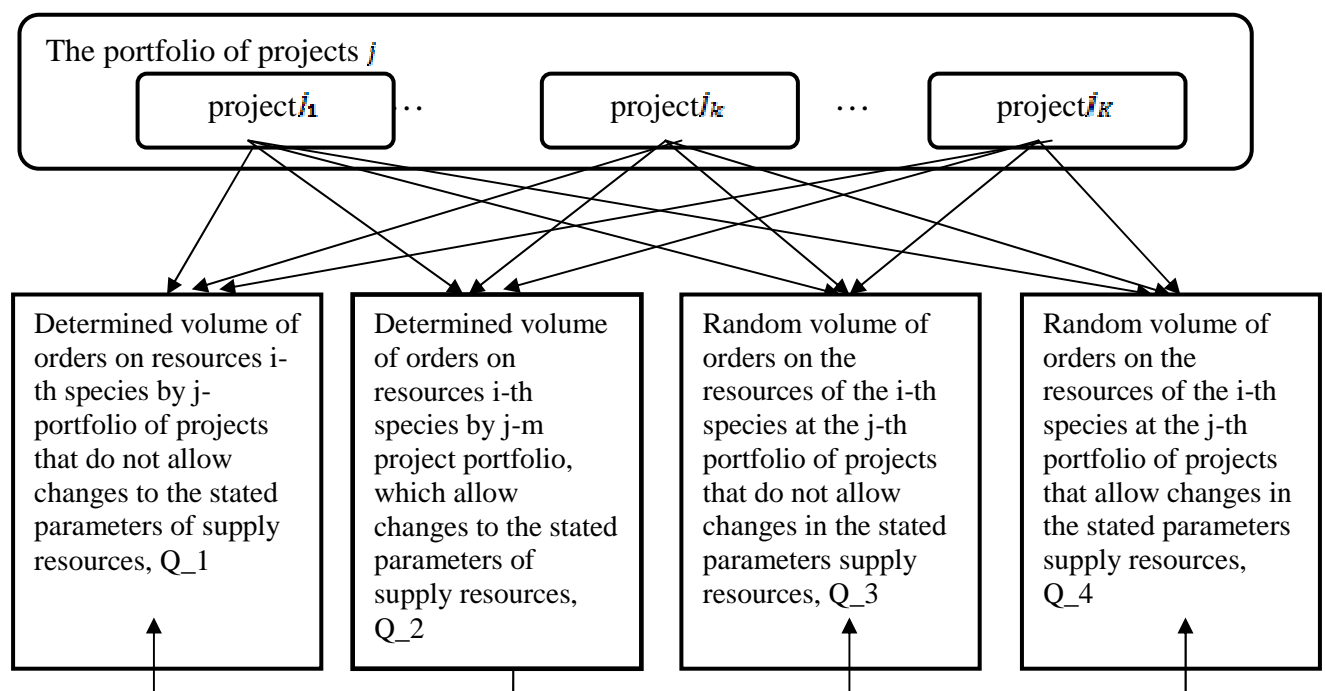 The portfolio of projects j
project j₁ … project jₖ … project j_K
Determined volume of
orders on resources i-
th species by j-
portfolio of projects
that do not allow
changes to the stated
parameters of supply
resources, Q_1
Determined volume
of orders on
resources i-th
species by j-m
project portfolio,
which allow
changes to the stated
parameters of
supply resources,
Q_2
Random volume of
orders on the
resources of the i-th
species at the j-th
portfolio of projects
that do not allow
changes in the stated
parameters supply
resources, Q_3
Random volume of
orders on the
resources of the i-th
species at the j-th
portfolio of projects
that allow changes in
the stated parameters
supply resources,
Q_4